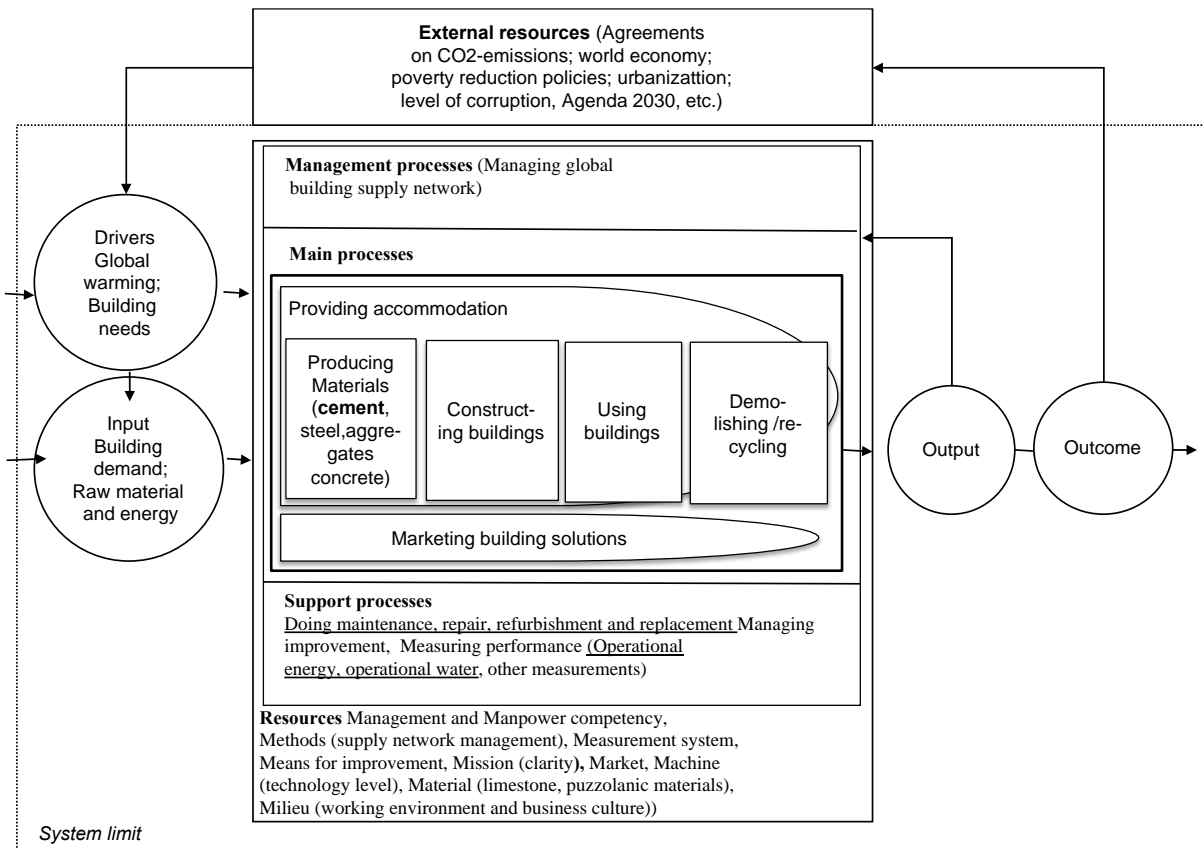 External resources (Agreements
on CO2-emissions; world economy;
poverty reduction policies; urbanizattion;
level of corruption, Agenda 2030, etc.)
Management processes (Managing global
building supply network)
Drivers
Global
warming;
Building
needs
Main processes
Providing accommodation
Producing
Materials
(cement,
steel,aggre-
gates
concrete)
Construct-
ing buildings
Using
buildings
Demo-
lishing /re-
cycling
Input
Building
demand;
Raw material
and energy
Output
Outcome
Marketing building solutions
Support processes
Doing maintenance, repair, refurbishment and replacement Managing
improvement, Measuring performance (Operational
energy, operational water, other measurements)
Resources Management and Manpower competency,
Methods (supply network management), Measurement system,
Means for improvement, Mission (clarity), Market, Machine
(technology level), Material (limestone, puzzolanic materials),
Milieu (working environment and business culture))
System limit